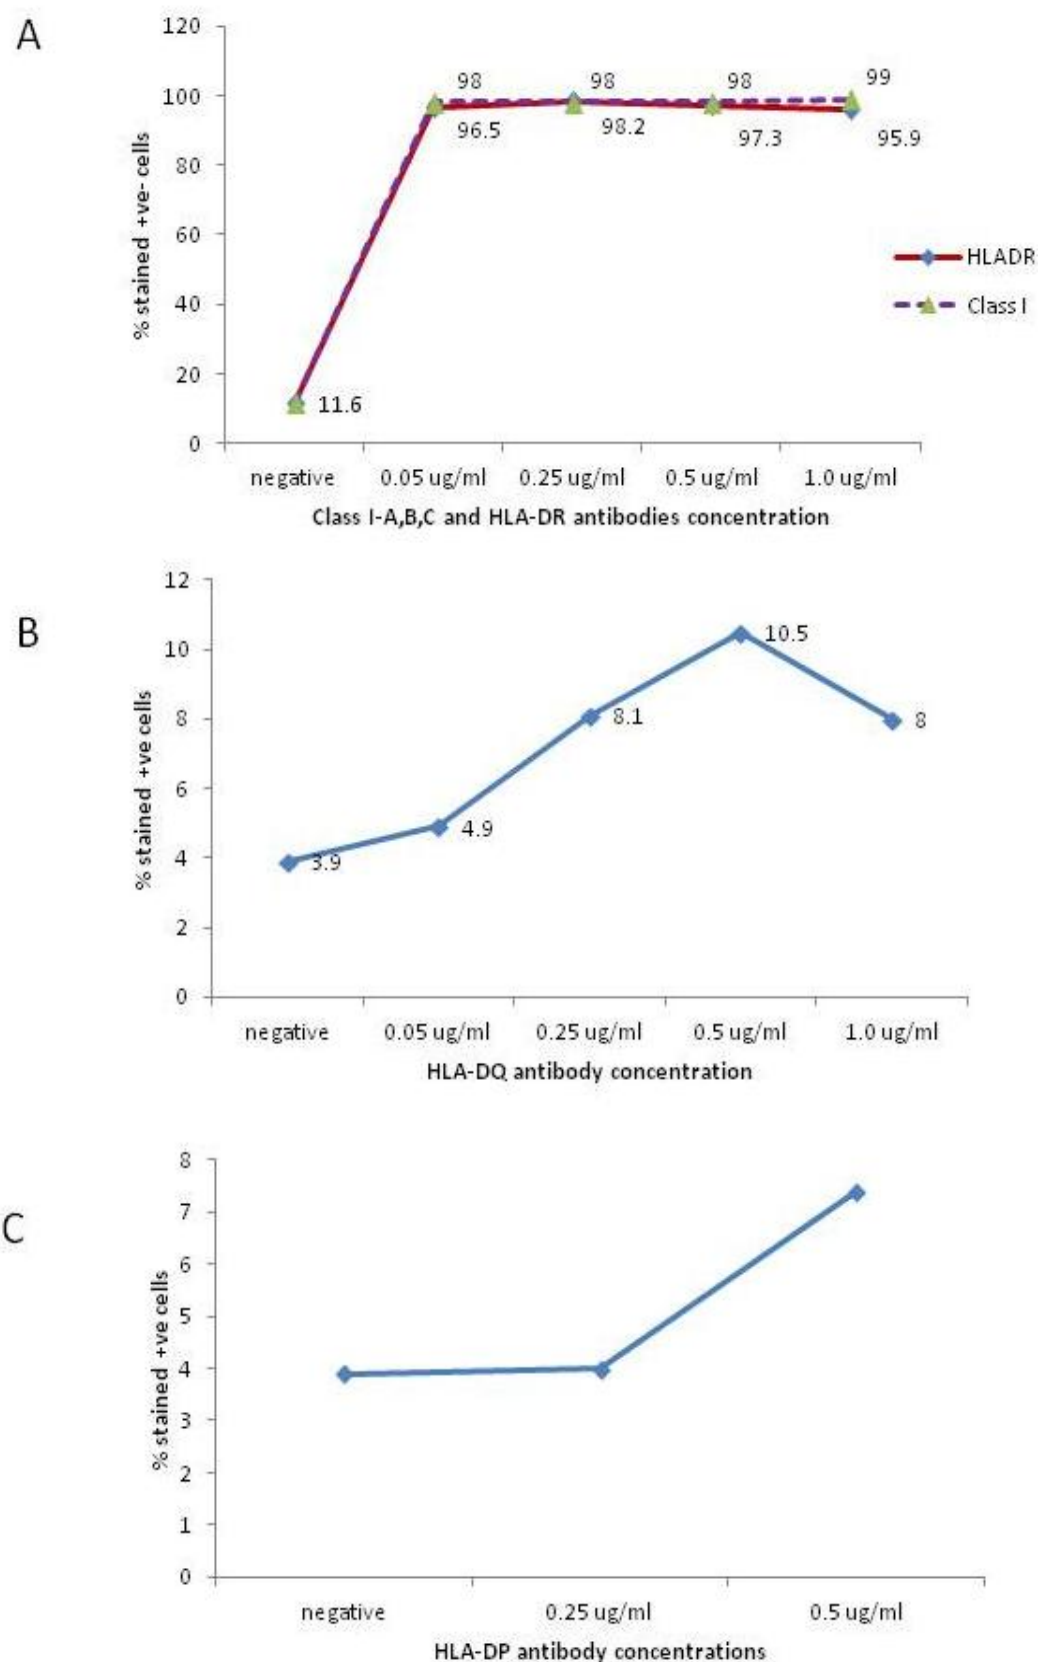 A
120
100
80
60
40
20
0
% stained +ve- cells
98
98
98
99
96.5
98.2
97.3
95.9
11.6
HLADR
Class I
negative
0.05 ug/ml
0.25 ug/ml
0.5 ug/ml
1.0 ug/ml
Class I-A,B,C and HLA-DR antibodies concentration
B
12
10
8
6
4
2
0
% stained +ve cells
3.9
4.9
8.1
10.5
8
negative
0.05 ug/ml
0.25 ug/ml
0.5 ug/ml
1.0 ug/ml
HLA-DQ antibody concentration
C
8
7
6
5
4
3
2
1
0
% stained +ve cells
negative
0.25 ug/ml
0.5 ug/ml
HLA-DP antibody concentrations